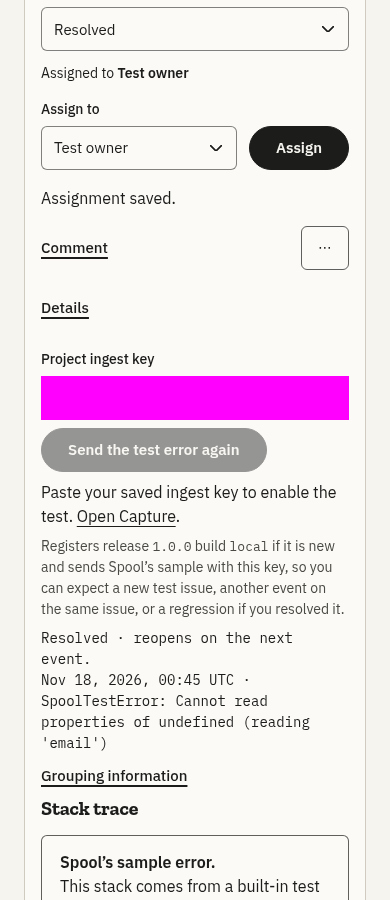 Resolved
Assigned to Test owner
Assign to
Test owner
Assign
Assignment saved.
Comment
...
Details
Project ingest key
Send the test error again
Paste your saved ingest key to enable the
test. Open Capture.
Registers release 1.0.0 build local if it is new
and sends Spool’s sample with this key, so you
can expect a new test issue, another event on
the same issue, or a regression if you resolved it.
Resolved · reopens on the next
event.
Nov 18, 2026, 00:45 UTC ·
SpoolTestError: Cannot read
properties of undefined (reading
'email')
Grouping information
Stack trace
Spool’s sample error.
This stack comes from a built-in test